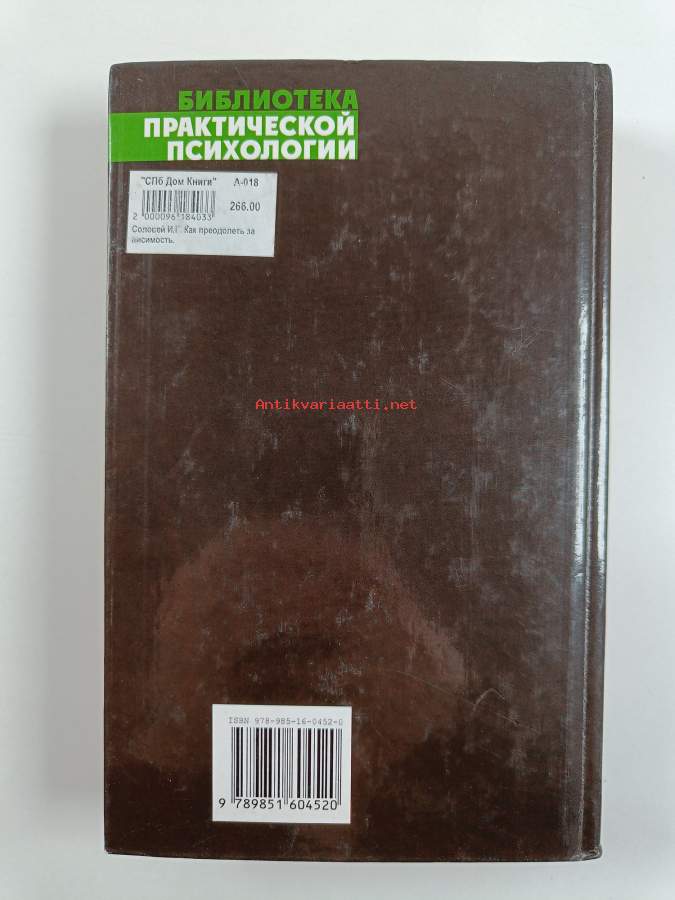 БИБЛИОТЕКА
ПРАКТИЧЕСКОЙ
ПСИХОЛОГИИ
"СПб Дом Книги" А-018
266.00
2 000096 184033
Соловей И.Г. Как преодолеть за
висимость.
Antikvariaatti.net
ISBN 978-985-16-0452-0
9 789851 604520